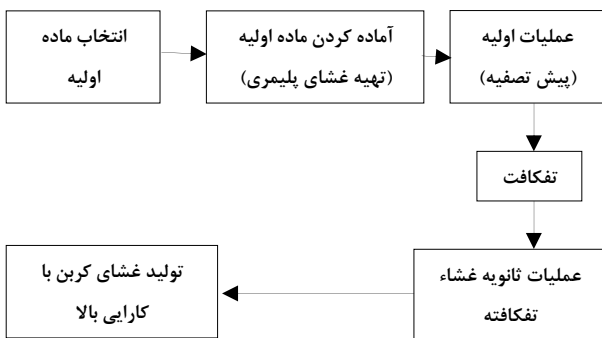 انتخاب ماده
اولیه
آماده کردن ماده اولیه
(تهیه غشای پلیمری)
عملیات اولیه
(پیش تصفیه)
تفکافت
عملیات ثانویه غشاء
تفکافته
تولید غشای کربن با
کارایی بالا